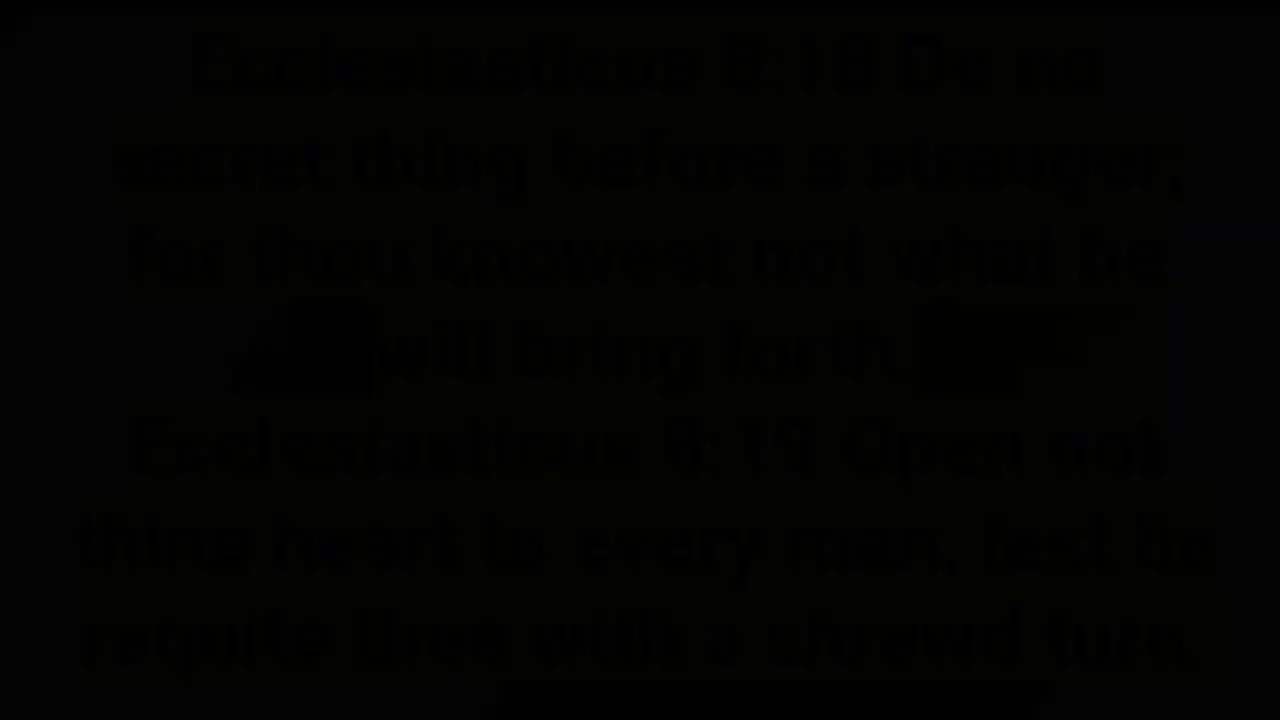 Ecclesiasticus 8:18 Do no
secret thing before a stranger;
for thou knowest not what he
will bring forth.
Ecclesiasticus 8:19 Open not
thine heart to every man, lest he
requite thee with a shrewd turn.